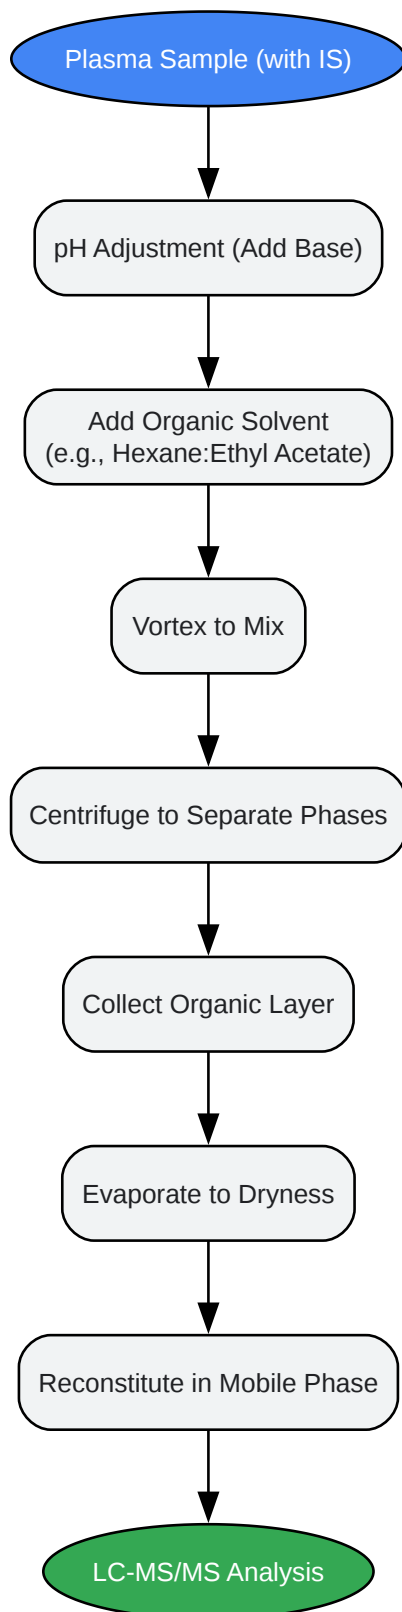 Plasma Sample (with IS)
pH Adjustment (Add Base)
Add Organic Solvent
(e.g., Hexane:Ethyl Acetate)
Vortex to Mix
Centrifuge to Separate Phases
Collect Organic Layer
Evaporate to Dryness
Reconstitute in Mobile Phase
LC-MS/MS Analysis